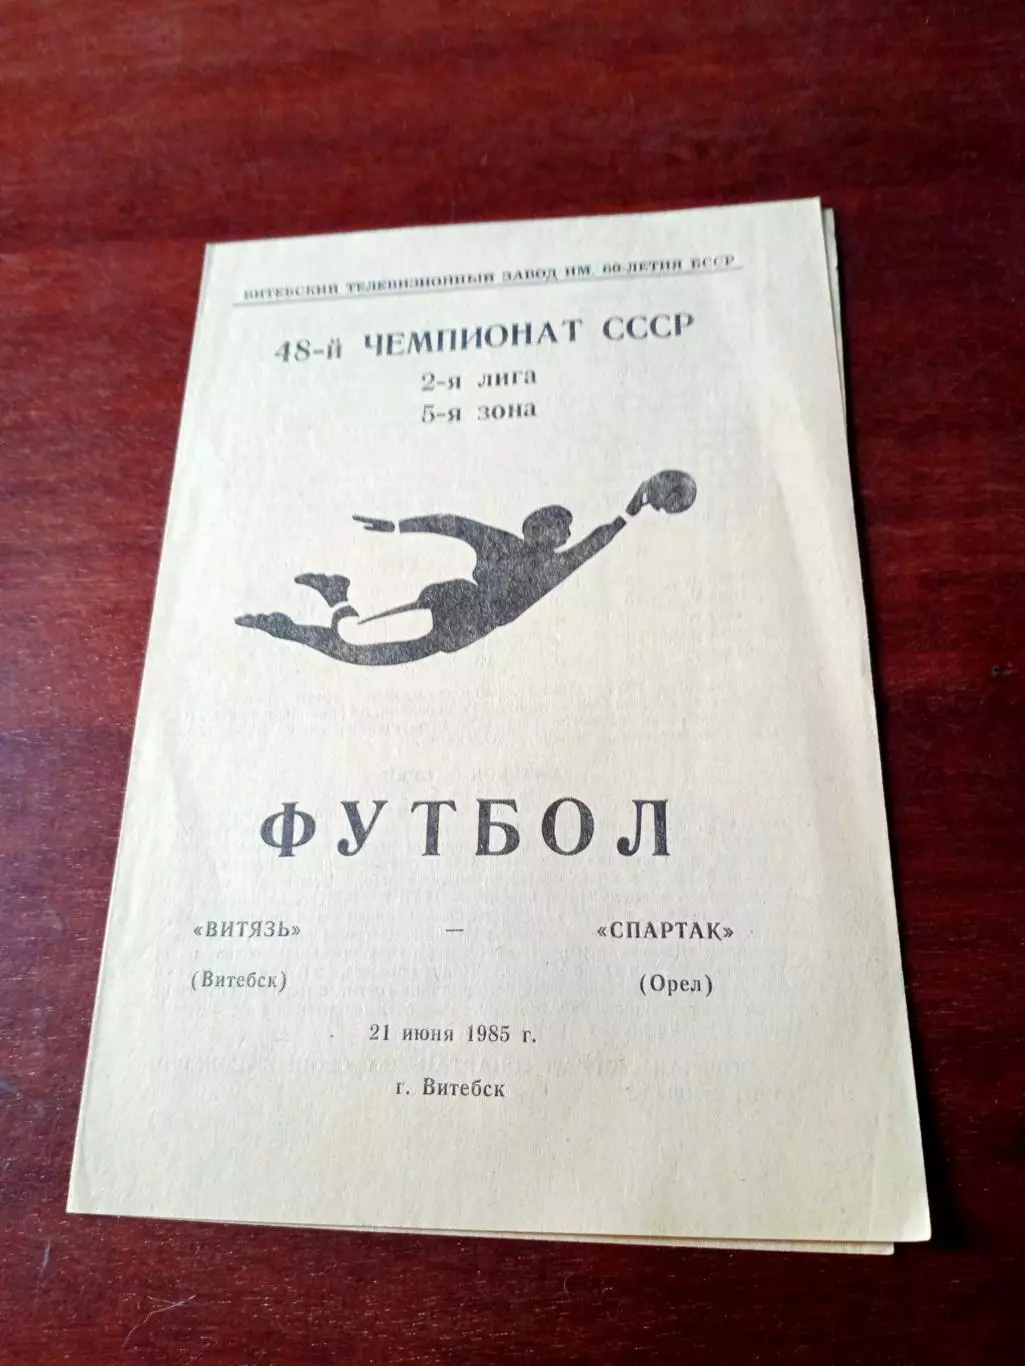 ВИТЕБСКИЙ ТЕЛЕВИЗИОННЫЙ ЗАВОД ИМ. 60-ЛЕТИЯ БССР
48-й ЧЕМПИОНАТ СССР
2-я лига
5-я зона
ФУТБОЛ
«ВИТЯЗЬ» — «СПАРТАК»
(Витебск) (Орел)
21 июня 1985 г.
г. Витебск